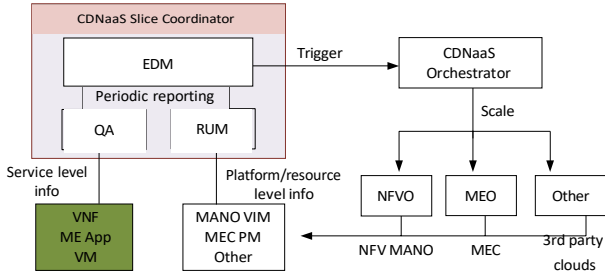 CDNaaS Slice Coordinator
EDM
Trigger
CDNaaS
Orchestrator
Periodic reporting
QA
RUM
Scale
Service level
info
Platform/resource
level info
NFVO
MEO
Other
VNF
ME App
VM
MANO VIM
MEC PM
Other
NFV MANO
MEC
3rd party
clouds